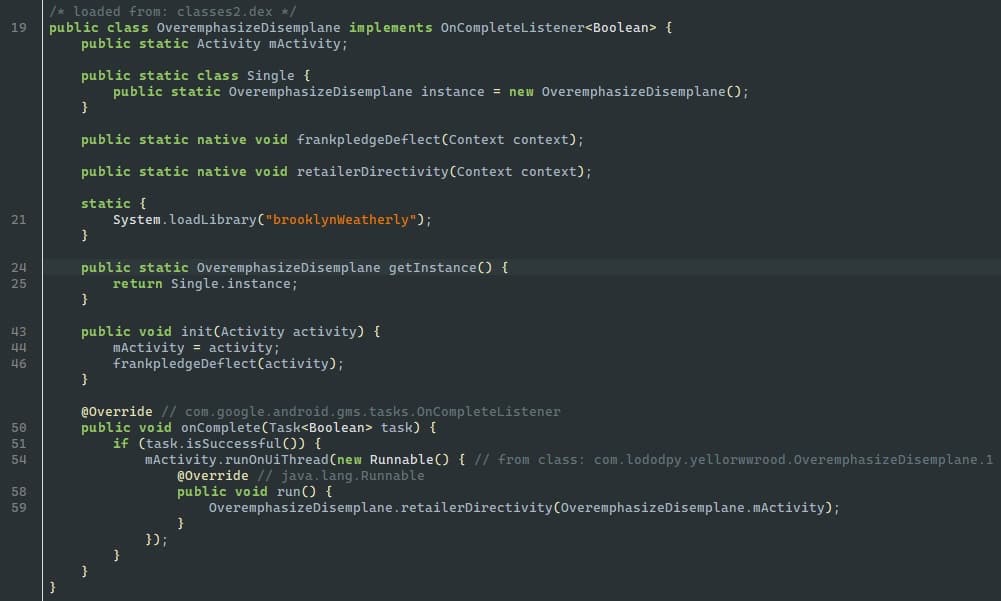 /* loaded from: classes2.dex */
19 public class OveremphasizeDisemplane implements OnCompleteListener<Boolean> {
public static Activity mActivity;
public static class Single {
public static OveremphasizeDisemplane instance = new OveremphasizeDisemplane();
}
public static native void frankpledgeDeflect(Context context);
public static native void retailerDirectivity(Context context);
static {
21 System.loadLibrary("brooklynWeatherly");
}
24 public static OveremphasizeDisemplane getInstance() {
25 return Single.instance;
}
43 public void init(Activity activity) {
44 mActivity = activity;
46 frankpledgeDeflect(activity);
}
@Override // com.google.android.gms.tasks.OnCompleteListener
50 public void onComplete(Task<Boolean> task) {
51 if (task.isSuccessful()) {
54 mActivity.runOnUiThread(new Runnable() { // from class: com.lododpy.yellorwwrood.OveremphasizeDisemplane.1
@Override // java.lang.Runnable
58 public void run() {
59 OveremphasizeDisemplane.retailerDirectivity(OveremphasizeDisemplane.mActivity);
}
});
}
}
}